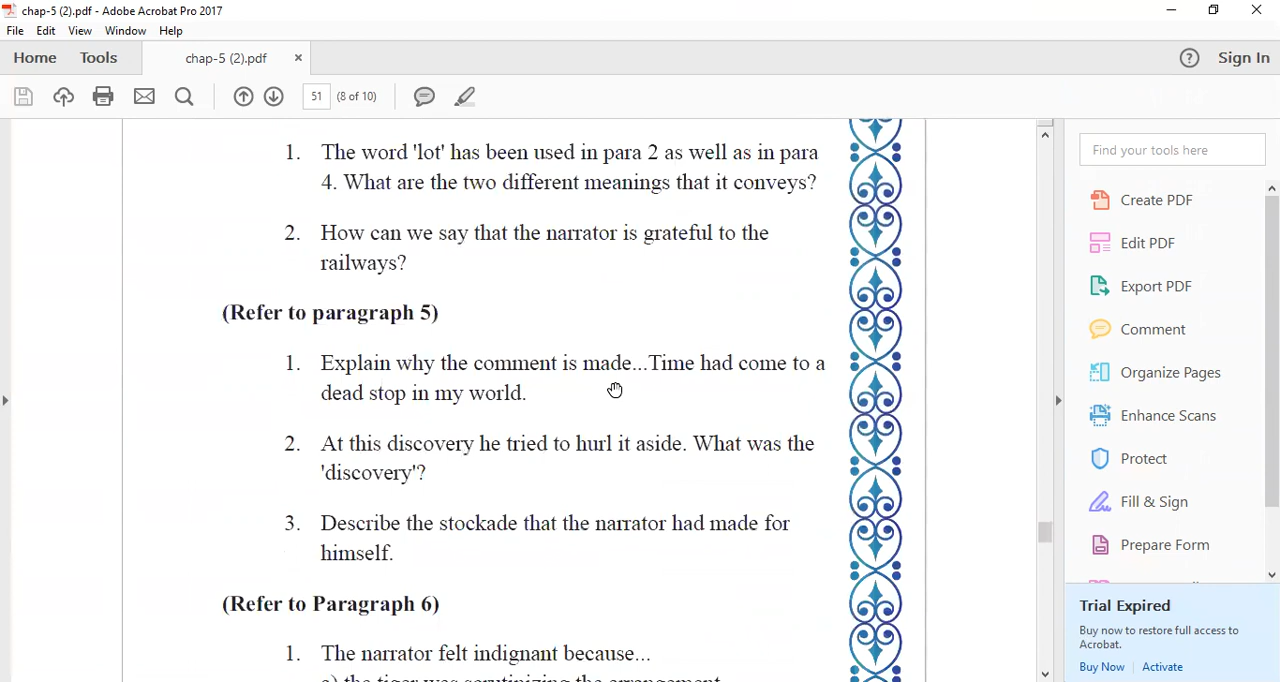 chap-5 (2).pdf - Adobe Acrobat Pro 2017
File Edit View Window Help
Home Tools chap-5 (2).pdf × ? Sign In
51 (8 of 10)
1. The word 'lot' has been used in para 2 as well as in para
4. What are the two different meanings that it conveys?
2. How can we say that the narrator is grateful to the
railways?
(Refer to paragraph 5)
1. Explain why the comment is made...Time had come to a
dead stop in my world.
2. At this discovery he tried to hurl it aside. What was the
'discovery'?
3. Describe the stockade that the narrator had made for
himself.
(Refer to Paragraph 6)
1. The narrator felt indignant because...
a) the tiger was scrutinizing the arrangement
Find your tools here
Create PDF
Edit PDF
Export PDF
Comment
Organize Pages
Enhance Scans
Protect
Fill & Sign
Prepare Form
Trial Expired
Buy now to restore full access to
Acrobat.
Buy Now Activate